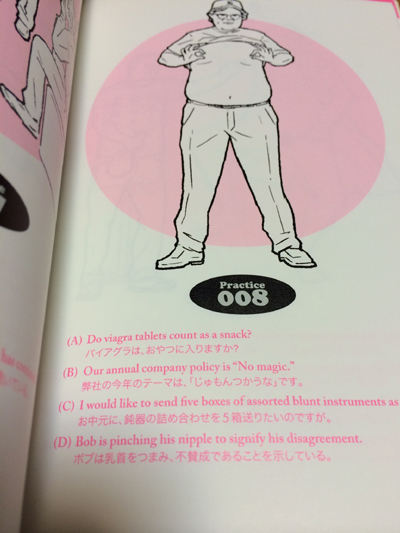 Practice
008
(A) Do viagra tablets count as a snack?
バイアグラは、おやつに入りますか?
(B) Our annual company policy is “No magic.”
弊社の今年のテーマは、「じゅもんつかうな」です。
(C) I would like to send five boxes of assorted blunt instruments as
お中元に、鈍器の詰め合わせを5箱送りたいのですが。
(D) Bob is pinching his nipple to signify his disagreement.
ボブは乳首をつまみ、不賛成であることを示している。